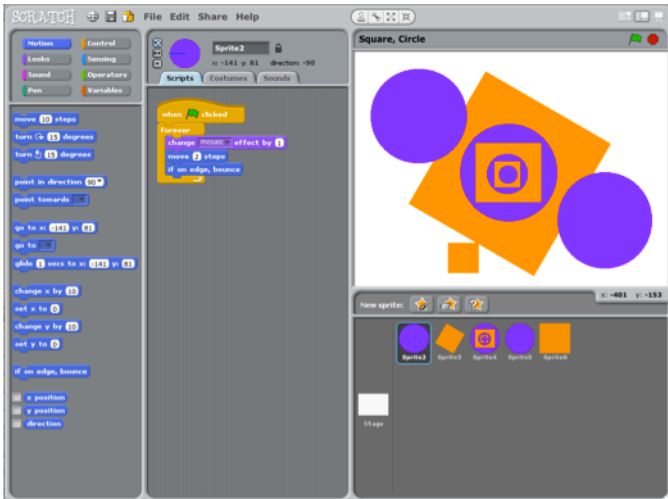 SCRATCH File Edit Share Help
Motion Control
Looks Sensing
Sound Operators
Pen Variables
move 10 steps
turn 15 degrees
turn 15 degrees
point in direction 90
point towards
go to x: -141 y: 81
go to
glide 1 secs to x: -141 y: 81
change x by 10
set x to 0
change y by 10
set y to 0
if on edge, bounce
x position
y position
direction
Sprite2
x: -141 y: 81 direction: -90
Scripts Costumes Sounds
when clicked
forever
change mosaic effect by 1
move 2 steps
if on edge, bounce
Square, Circle
x: -401 y: -153
New sprite:
Sprite2 Sprite3 Sprite4 Sprite5 Sprite6
Stage